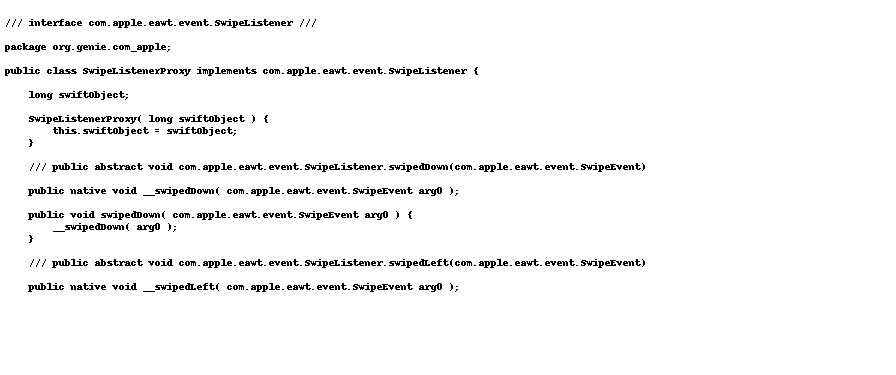 /// interface com.apple.eawt.event.SwipeListener ///
package org.genie.com_apple;
public class SwipeListenerProxy implements com.apple.eawt.event.SwipeListener {
    long swiftObject;
    SwipeListenerProxy( long swiftObject ) {
        this.swiftObject = swiftObject;
    }
    /// public abstract void com.apple.eawt.event.SwipeListener.swipedDown(com.apple.eawt.event.SwipeEvent)
    public native void __swipedDown( com.apple.eawt.event.SwipeEvent arg0 );
    public void swipedDown( com.apple.eawt.event.SwipeEvent arg0 ) {
        __swipedDown( arg0 );
    }
    /// public abstract void com.apple.eawt.event.SwipeListener.swipedLeft(com.apple.eawt.event.SwipeEvent)
    public native void __swipedLeft( com.apple.eawt.event.SwipeEvent arg0 );